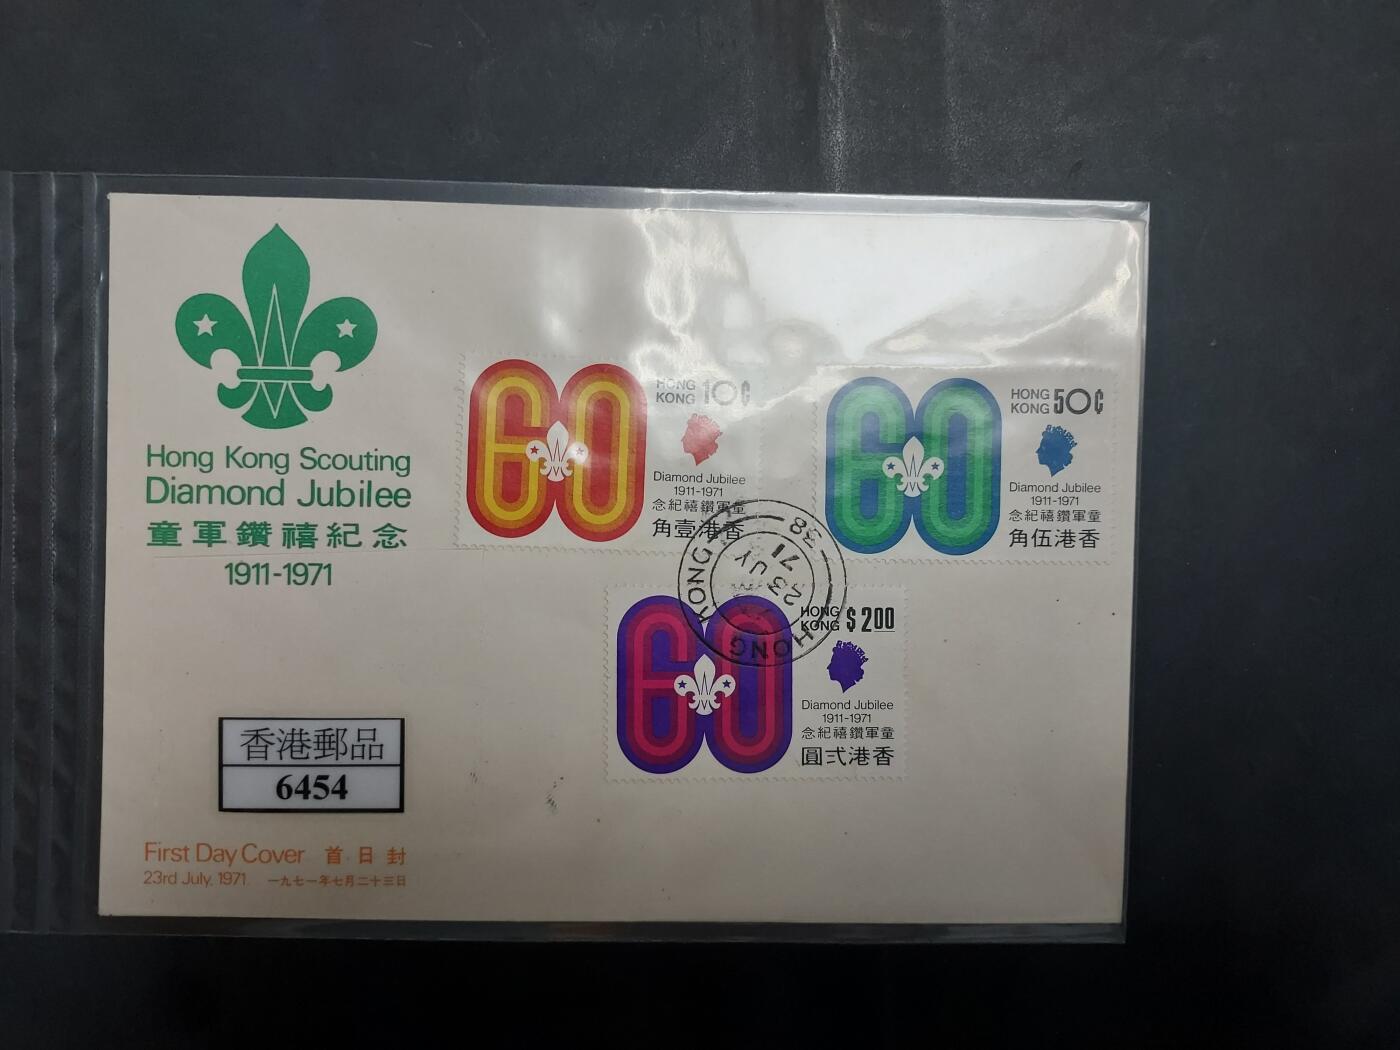 Hong Kong Scouting
Diamond Jubilee
童軍鑽禧紀念
1911-1971
香港郵品
6454
First Day Cover 首日封
23rd July, 1971. 一九七一年七月二十三日
60
HONG KONG 10¢
Diamond Jubilee
1911-1971
念紀禧鑽軍童
角壹港香
60
HONG KONG 50¢
Diamond Jubilee
1911-1971
念紀禧鑽軍童
角伍港香
60
HONG KONG $2.00
Diamond Jubilee
1911-1971
念紀禧鑽軍童
圓弍港香
HONG KONG
38
23 JY
71